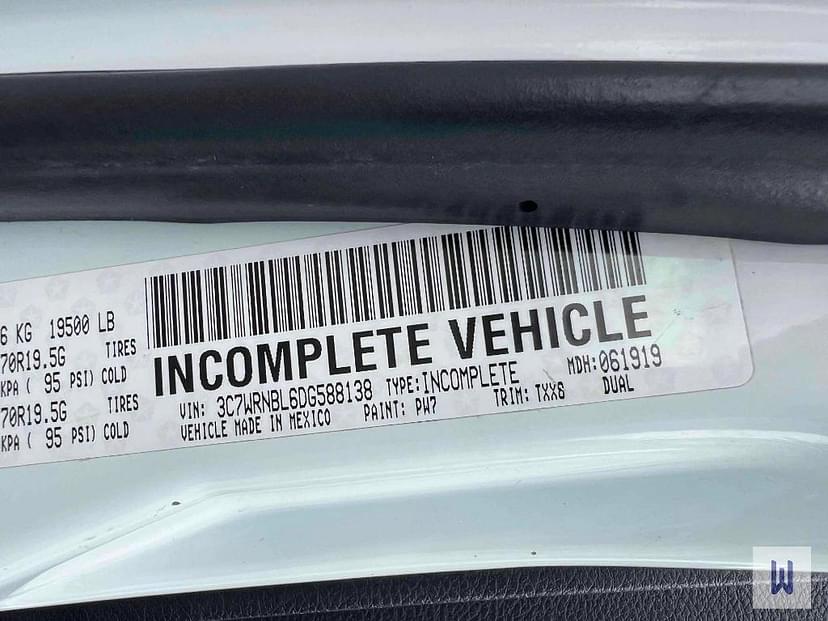 6 KG 19500 LB
70R19.5G TIRES
KPA ( 95 PSI) COLD
70R19.5G TIRES
KPA ( 95 PSI) COLD
INCOMPLETE VEHICLE
VIN: 3C7WRNBL6DG588138 TYPE:INCOMPLETE MDH:061919
VEHICLE MADE IN MEXICO PAINT: PW7 TRIM: TXX8 DUAL
W